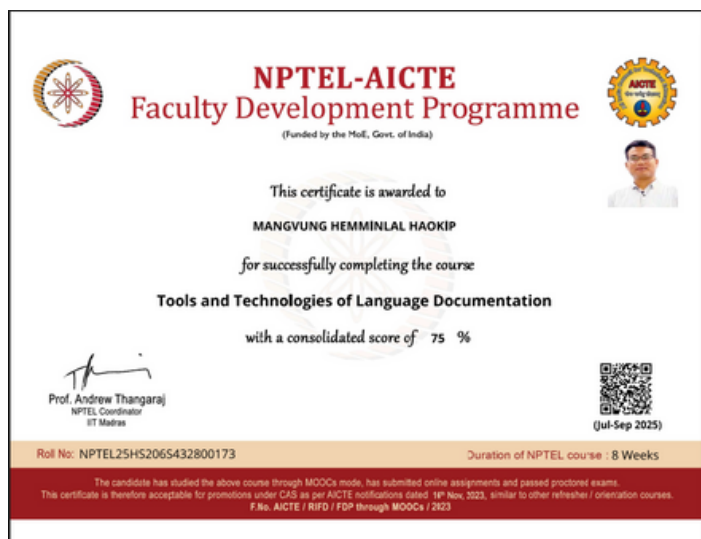 NPTEL-AICTE
Faculty Development Programme
(Funded by the MoE, Govt. of India)
AICTE
This certificate is awarded to
MANGVUNG HEMMINLAL HAOKIP
for successfully completing the course
Tools and Technologies of Language Documentation
with a consolidated score of 75 %
Prof. Andrew Thangaraj
NPTEL Coordinator
IIT Madras
(Jul-Sep 2025)
Roll No: NPTEL25HS206S432800173
Duration of NPTEL course : 8 Weeks
The candidate has studied the above course through MOOCs mode, has submitted online assignments and passed proctored exams.
This certificate is therefore acceptable for promotions under CAS as per AICTE notifications dated 16th Nov, 2023, similar to other refresher / orientation courses.
F.No. AICTE / RIFD / FDP through MOOCs / 2023